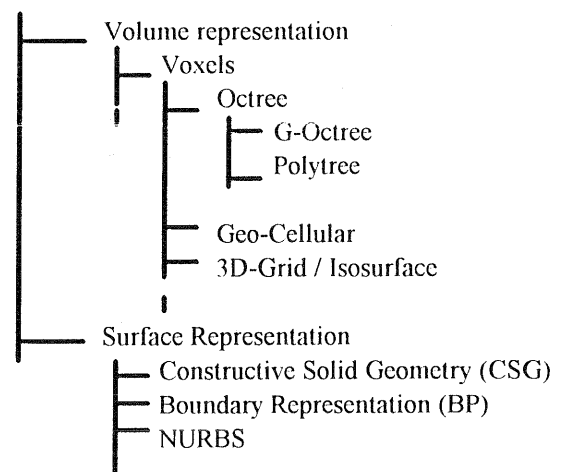 Volume representation
Voxels
Octree
G-Octree
Polytree
Geo-Cellular
3D-Grid / Isosurface
Surface Representation
Constructive Solid Geometry (CSG)
Boundary Representation (BP)
NURBS